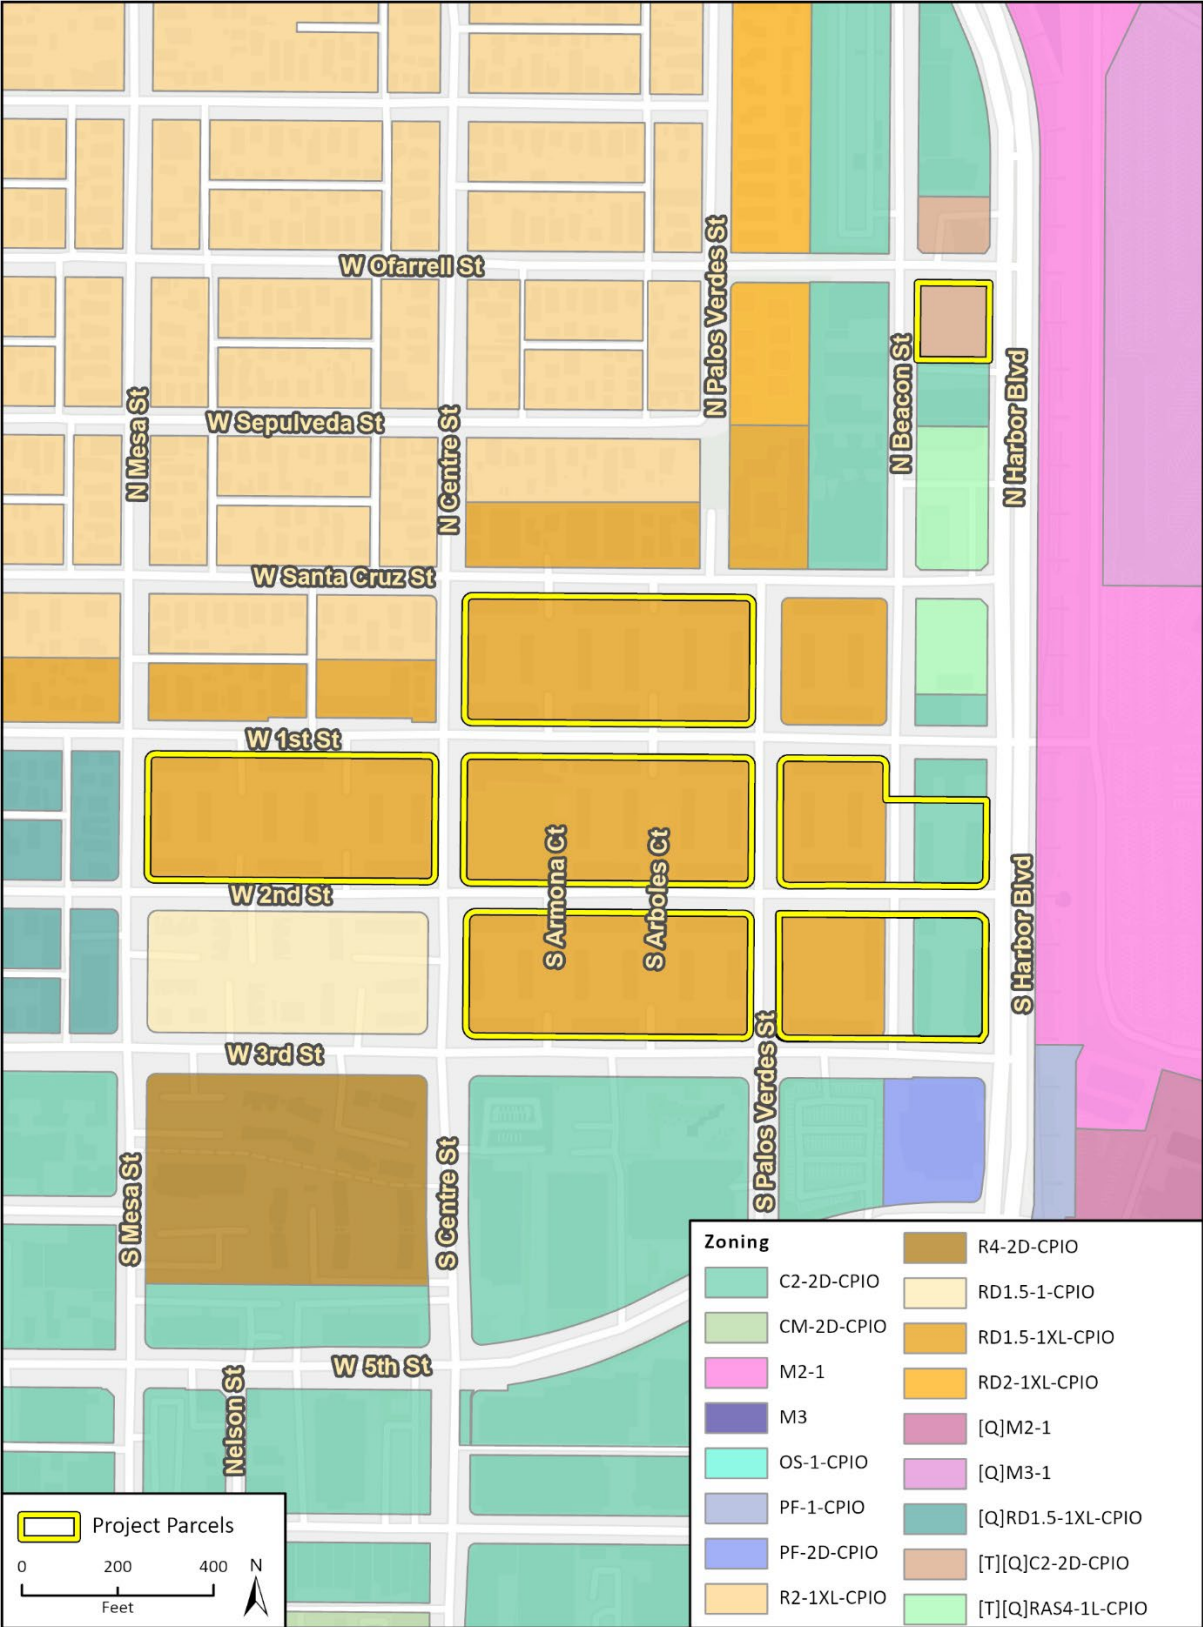 W Ofarrell St
N Palos Verdes St
N Beacon St
N Harbor Blvd
N Mesa St
W Sepulveda St
N Centre St
W Santa Cruz St
W 1st St
S Armona Ct
S Arboles Ct
W 2nd St
S Harbor Blvd
W 3rd St
S Palos Verdes St
S Mesa St
S Centre St
W 5th St
Nelson St
Zoning
C2-2D-CPIO
CM-2D-CPIO
M2-1
M3
OS-1-CPIO
PF-1-CPIO
PF-2D-CPIO
R2-1XL-CPIO
R4-2D-CPIO
RD1.5-1-CPIO
RD1.5-1XL-CPIO
RD2-1XL-CPIO
[Q]M2-1
[Q]M3-1
[Q]RD1.5-1XL-CPIO
[T][Q]C2-2D-CPIO
[T][Q]RAS4-1L-CPIO
Project Parcels
0 200 400
Feet
N